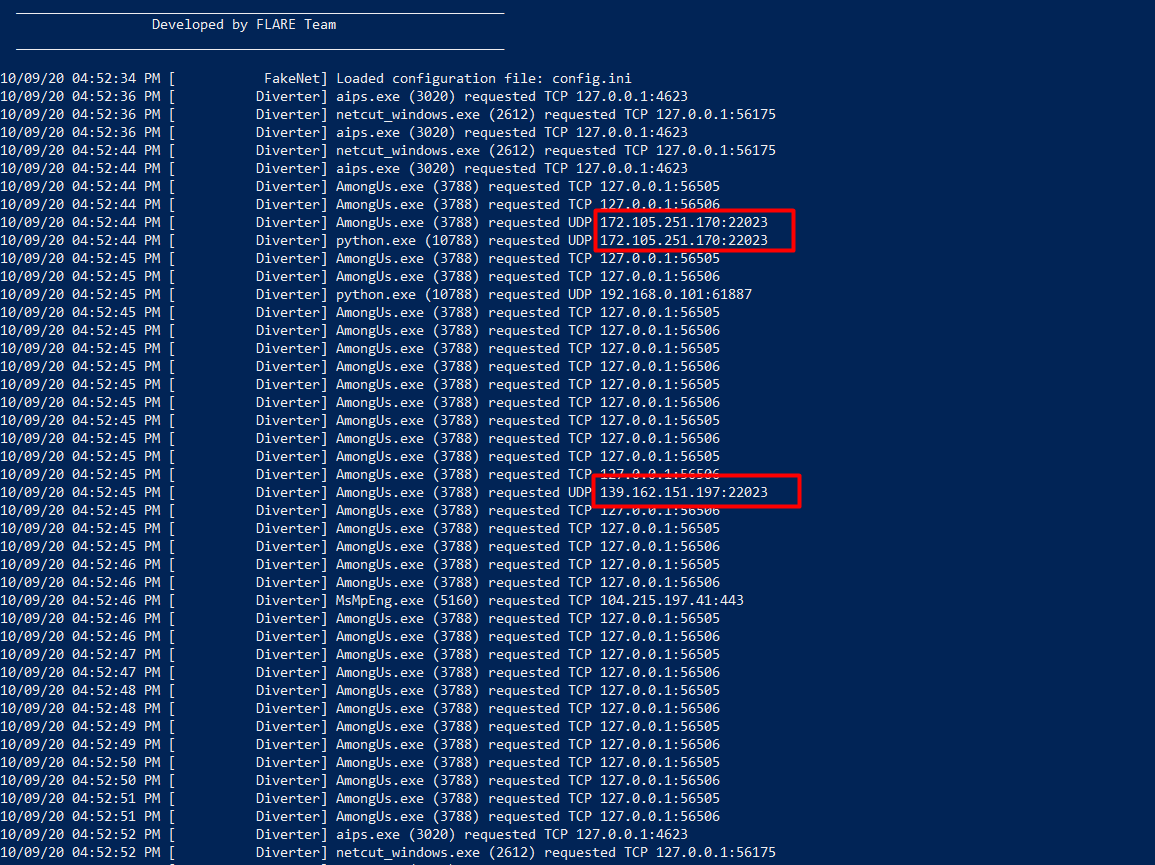 Developed by FLARE Team
10/09/20 04:52:34 PM [ FakeNet] Loaded configuration file: config.ini
10/09/20 04:52:36 PM [ Diverter] aips.exe (3020) requested TCP 127.0.0.1:4623
10/09/20 04:52:36 PM [ Diverter] netcut_windows.exe (2612) requested TCP 127.0.0.1:56175
10/09/20 04:52:36 PM [ Diverter] aips.exe (3020) requested TCP 127.0.0.1:4623
10/09/20 04:52:44 PM [ Diverter] netcut_windows.exe (2612) requested TCP 127.0.0.1:56175
10/09/20 04:52:44 PM [ Diverter] aips.exe (3020) requested TCP 127.0.0.1:4623
10/09/20 04:52:44 PM [ Diverter] AmongUs.exe (3788) requested TCP 127.0.0.1:56505
10/09/20 04:52:44 PM [ Diverter] AmongUs.exe (3788) requested TCP 127.0.0.1:56506
10/09/20 04:52:44 PM [ Diverter] AmongUs.exe (3788) requested UDP 172.105.251.170:22023
10/09/20 04:52:44 PM [ Diverter] python.exe (10788) requested UDP 172.105.251.170:22023
10/09/20 04:52:45 PM [ Diverter] AmongUs.exe (3788) requested TCP 127.0.0.1:56505
10/09/20 04:52:45 PM [ Diverter] AmongUs.exe (3788) requested TCP 127.0.0.1:56506
10/09/20 04:52:45 PM [ Diverter] python.exe (10788) requested UDP 192.168.0.101:61887
10/09/20 04:52:45 PM [ Diverter] AmongUs.exe (3788) requested TCP 127.0.0.1:56505
10/09/20 04:52:45 PM [ Diverter] AmongUs.exe (3788) requested TCP 127.0.0.1:56506
10/09/20 04:52:45 PM [ Diverter] AmongUs.exe (3788) requested TCP 127.0.0.1:56505
10/09/20 04:52:45 PM [ Diverter] AmongUs.exe (3788) requested TCP 127.0.0.1:56506
10/09/20 04:52:45 PM [ Diverter] AmongUs.exe (3788) requested TCP 127.0.0.1:56505
10/09/20 04:52:45 PM [ Diverter] AmongUs.exe (3788) requested TCP 127.0.0.1:56506
10/09/20 04:52:45 PM [ Diverter] AmongUs.exe (3788) requested TCP 127.0.0.1:56505
10/09/20 04:52:45 PM [ Diverter] AmongUs.exe (3788) requested TCP 127.0.0.1:56506
10/09/20 04:52:45 PM [ Diverter] AmongUs.exe (3788) requested TCP 127.0.0.1:56505
10/09/20 04:52:45 PM [ Diverter] AmongUs.exe (3788) requested TCP 127.0.0.1:56506
10/09/20 04:52:45 PM [ Diverter] AmongUs.exe (3788) requested UDP 139.162.151.197:22023
10/09/20 04:52:45 PM [ Diverter] AmongUs.exe (3788) requested TCP 127.0.0.1:56506
10/09/20 04:52:45 PM [ Diverter] AmongUs.exe (3788) requested TCP 127.0.0.1:56505
10/09/20 04:52:45 PM [ Diverter] AmongUs.exe (3788) requested TCP 127.0.0.1:56506
10/09/20 04:52:46 PM [ Diverter] AmongUs.exe (3788) requested TCP 127.0.0.1:56505
10/09/20 04:52:46 PM [ Diverter] AmongUs.exe (3788) requested TCP 127.0.0.1:56506
10/09/20 04:52:46 PM [ Diverter] MsMpEng.exe (5160) requested TCP 104.215.197.41:443
10/09/20 04:52:46 PM [ Diverter] AmongUs.exe (3788) requested TCP 127.0.0.1:56505
10/09/20 04:52:46 PM [ Diverter] AmongUs.exe (3788) requested TCP 127.0.0.1:56506
10/09/20 04:52:47 PM [ Diverter] AmongUs.exe (3788) requested TCP 127.0.0.1:56505
10/09/20 04:52:47 PM [ Diverter] AmongUs.exe (3788) requested TCP 127.0.0.1:56506
10/09/20 04:52:48 PM [ Diverter] AmongUs.exe (3788) requested TCP 127.0.0.1:56505
10/09/20 04:52:48 PM [ Diverter] AmongUs.exe (3788) requested TCP 127.0.0.1:56506
10/09/20 04:52:49 PM [ Diverter] AmongUs.exe (3788) requested TCP 127.0.0.1:56505
10/09/20 04:52:49 PM [ Diverter] AmongUs.exe (3788) requested TCP 127.0.0.1:56506
10/09/20 04:52:50 PM [ Diverter] AmongUs.exe (3788) requested TCP 127.0.0.1:56505
10/09/20 04:52:50 PM [ Diverter] AmongUs.exe (3788) requested TCP 127.0.0.1:56506
10/09/20 04:52:51 PM [ Diverter] AmongUs.exe (3788) requested TCP 127.0.0.1:56505
10/09/20 04:52:51 PM [ Diverter] AmongUs.exe (3788) requested TCP 127.0.0.1:56506
10/09/20 04:52:52 PM [ Diverter] aips.exe (3020) requested TCP 127.0.0.1:4623
10/09/20 04:52:52 PM [ Diverter] netcut_windows.exe (2612) requested TCP 127.0.0.1:56175